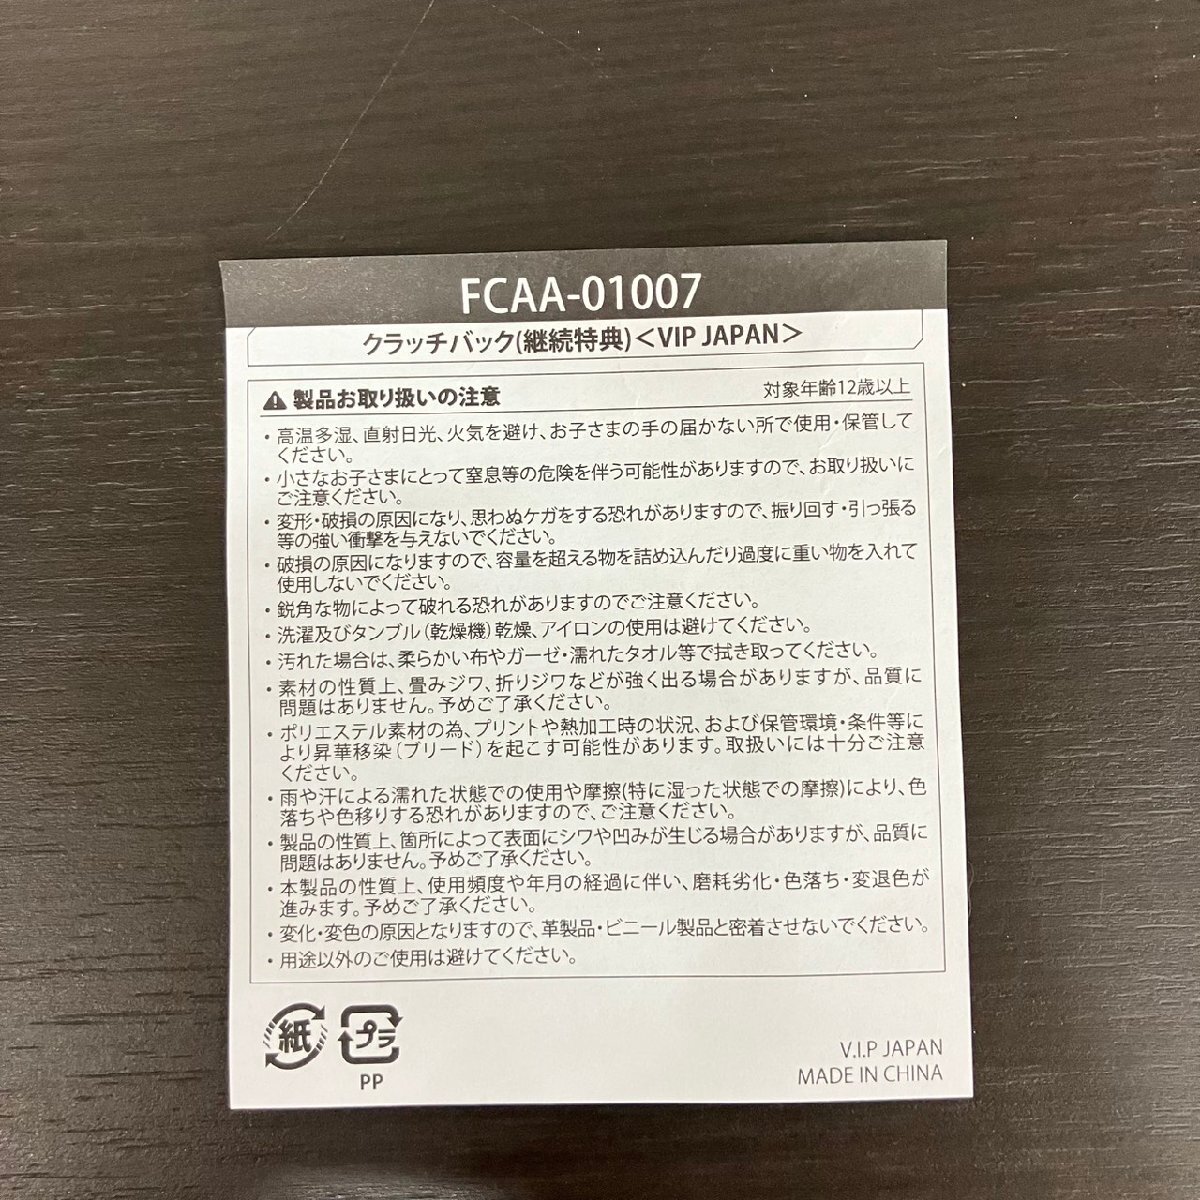 FCAA-01007
クラッチバック(継続特典)<VIP JAPAN>
製品お取り扱いの注意 対象年齢12歳以上
・高温多湿、直射日光、火気を避け、お子さまの手の届かない所で使用・保管して
ください。
・小さなお子さまにとって窒息等の危険を伴う可能性がありますので、お取り扱いに
ご注意ください。
・変形・破損の原因になり、思わぬケガをする恐れがありますので、振り回す・引っ張る
等の強い衝撃を与えないでください。
・破損の原因になりますので、容量を超える物を詰め込んだり過度に重い物を入れて
使用しないでください。
・鋭角な物によって破れる恐れがありますのでご注意ください。
・洗濯及びタンブル(乾燥機)乾燥、アイロンの使用は避けてください。
・汚れた場合は、柔らかい布やガーゼ・濡れたタオル等で拭き取ってください。
・素材の性質上、畳みジワ、折りジワなどが強く出る場合がありますが、品質に
問題はありません。予めご了承ください。
・ポリエステル素材の為、プリントや熱加工時の状況、および保管環境・条件等に
より昇華移染(ブリード)を起こす可能性があります。取扱いには十分ご注意
ください。
・雨や汗による濡れた状態での使用や摩擦(特に湿った状態での摩擦)により、色
落ちや色移りする恐れがありますので、ご注意ください。
・製品の性質上、箇所によって表面にシワや凹みが生じる場合がありますが、品質に
問題はありません。予めご了承ください。
・本製品の性質上、使用頻度や年月の経過に伴い、磨耗劣化・色落ち・変退色が
進みます。予めご了承ください。
・変化・変色の原因となりますので、革製品・ビニール製品と密着させないでください。
・用途以外のご使用は避けてください。
紙 プラ
PP
V.I.P JAPAN
MADE IN CHINA